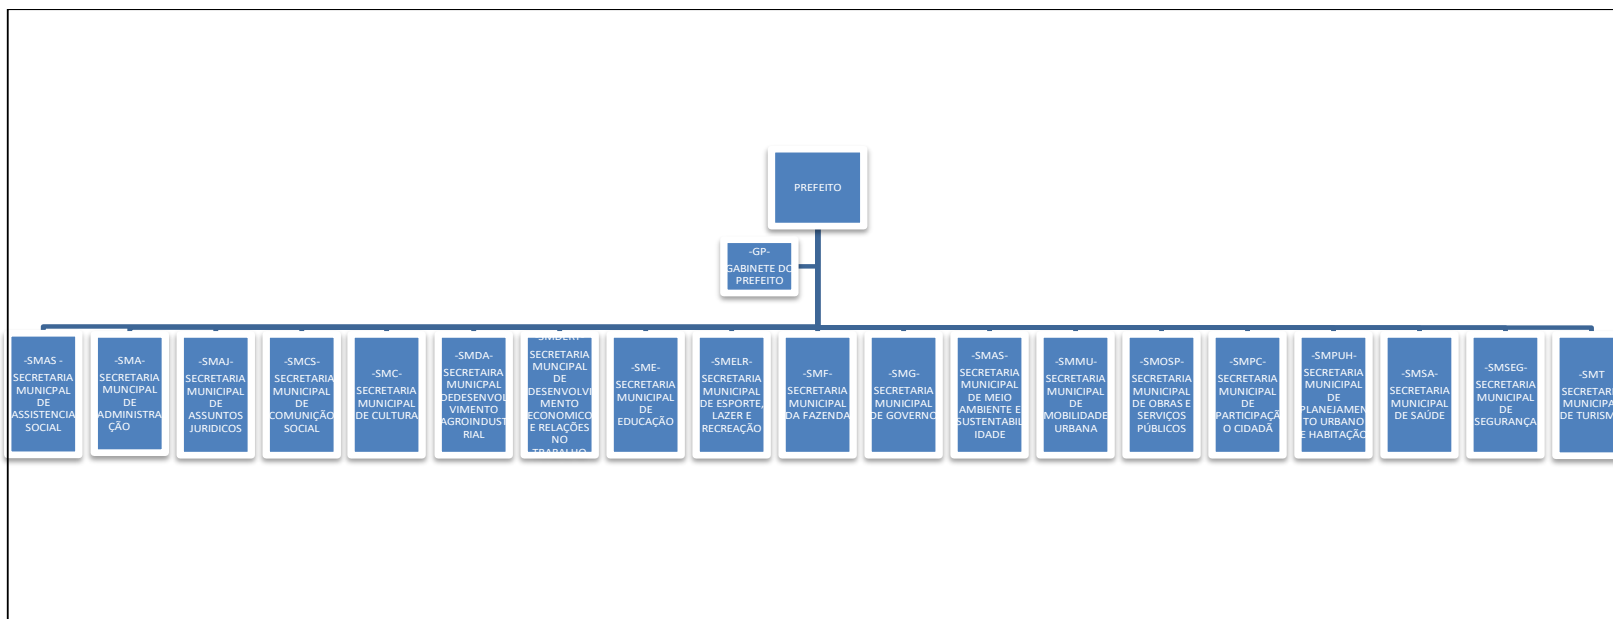 PREFEITO
-GP-
GABINETE DO
PREFEITO
-SMAS -
SECRETARIA
MUNICPAL
DE
ASSISTENCIA
SOCIAL
-SMA-
SECRETARIA
MUNCIPAL
DE
ADMINISTRA
ÇÃO
-SMAJ-
SECRETARIA
MUNICIPAL
DE
ASSUNTOS
JURIDICOS
-SMCS-
SECRETARIA
MUNICIPAL
DE
COMUNIÇÃO
SOCIAL
-SMC-
SECRETARIA
MUNICIPAL
DE CULTURA
-SMDA-
SECRETAIRA
MUNICPAL
DEDESENVOL
VIMENTO
AGROINDUST
RIAL
SECRETARIA
MUNCIPAL
DE
DESENVOLVI
MENTO
ECONOMICO
E RELAÇÕES
NO
TRABALHO
-SME-
SECRETARIA
MUNICIPAL
DE
EDUCAÇÃO
-SMELR-
SECRETARIA
MUNICIPAL
DE ESPORTE,
LAZER E
RECREAÇÃO
-SMF-
SECRETARIA
MUNICIPAL
DA FAZENDA
-SMG-
SECRETARIA
MUNICIPAL
DE GOVERNO
-SMAS-
SECRETARIA
MUNICIPAL
DE MEIO
AMBIENTE E
SUSTENTABIL
IDADE
-SMMU-
SECRETARIA
MUNICIPAL
DE
MOBILIDADE
URBANA
-SMOSP-
SECRETARIA
MUNICIPAL
DE OBRAS E
SERVIÇOS
PÚBLICOS
-SMPC-
SECRETARIA
MUNICIPAL
DE
PARTICIPAÇÃ
O CIDADÃ
-SMPUH-
SECRETARIA
MUNICIPAL
DE
PLANEJAMEN
TO URBANO
E HABITAÇÃO
-SMSA-
SECRETARIA
MUNICIPAL
DE SAÚDE
-SMSEG-
SECRETARIA
MUNICIPAL
DE
SEGURANÇA
-SMT
SECRETARI
MUNICIPA
DE TURISM